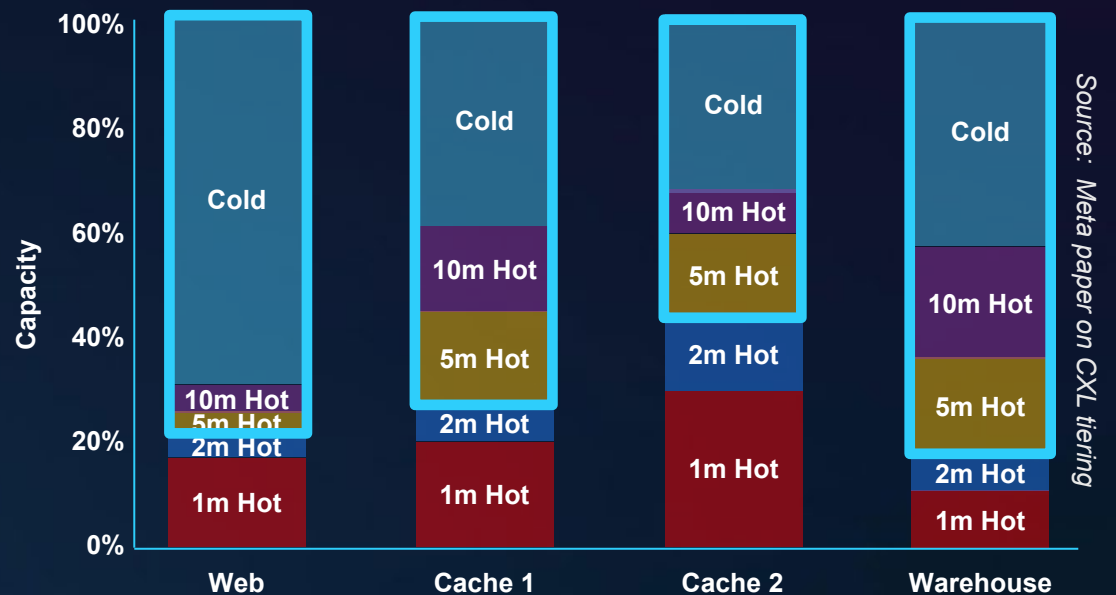 Capacity
100%
80%
60%
40%
20%
0%
Cold
10m Hot
5m Hot
2m Hot
1m Hot
Web
Cold
10m Hot
5m Hot
2m Hot
1m Hot
Cache 1
Cold
10m Hot
5m Hot
2m Hot
1m Hot
Cache 2
Cold
10m Hot
5m Hot
2m Hot
1m Hot
Warehouse
Source: Meta paper on CXL tiering